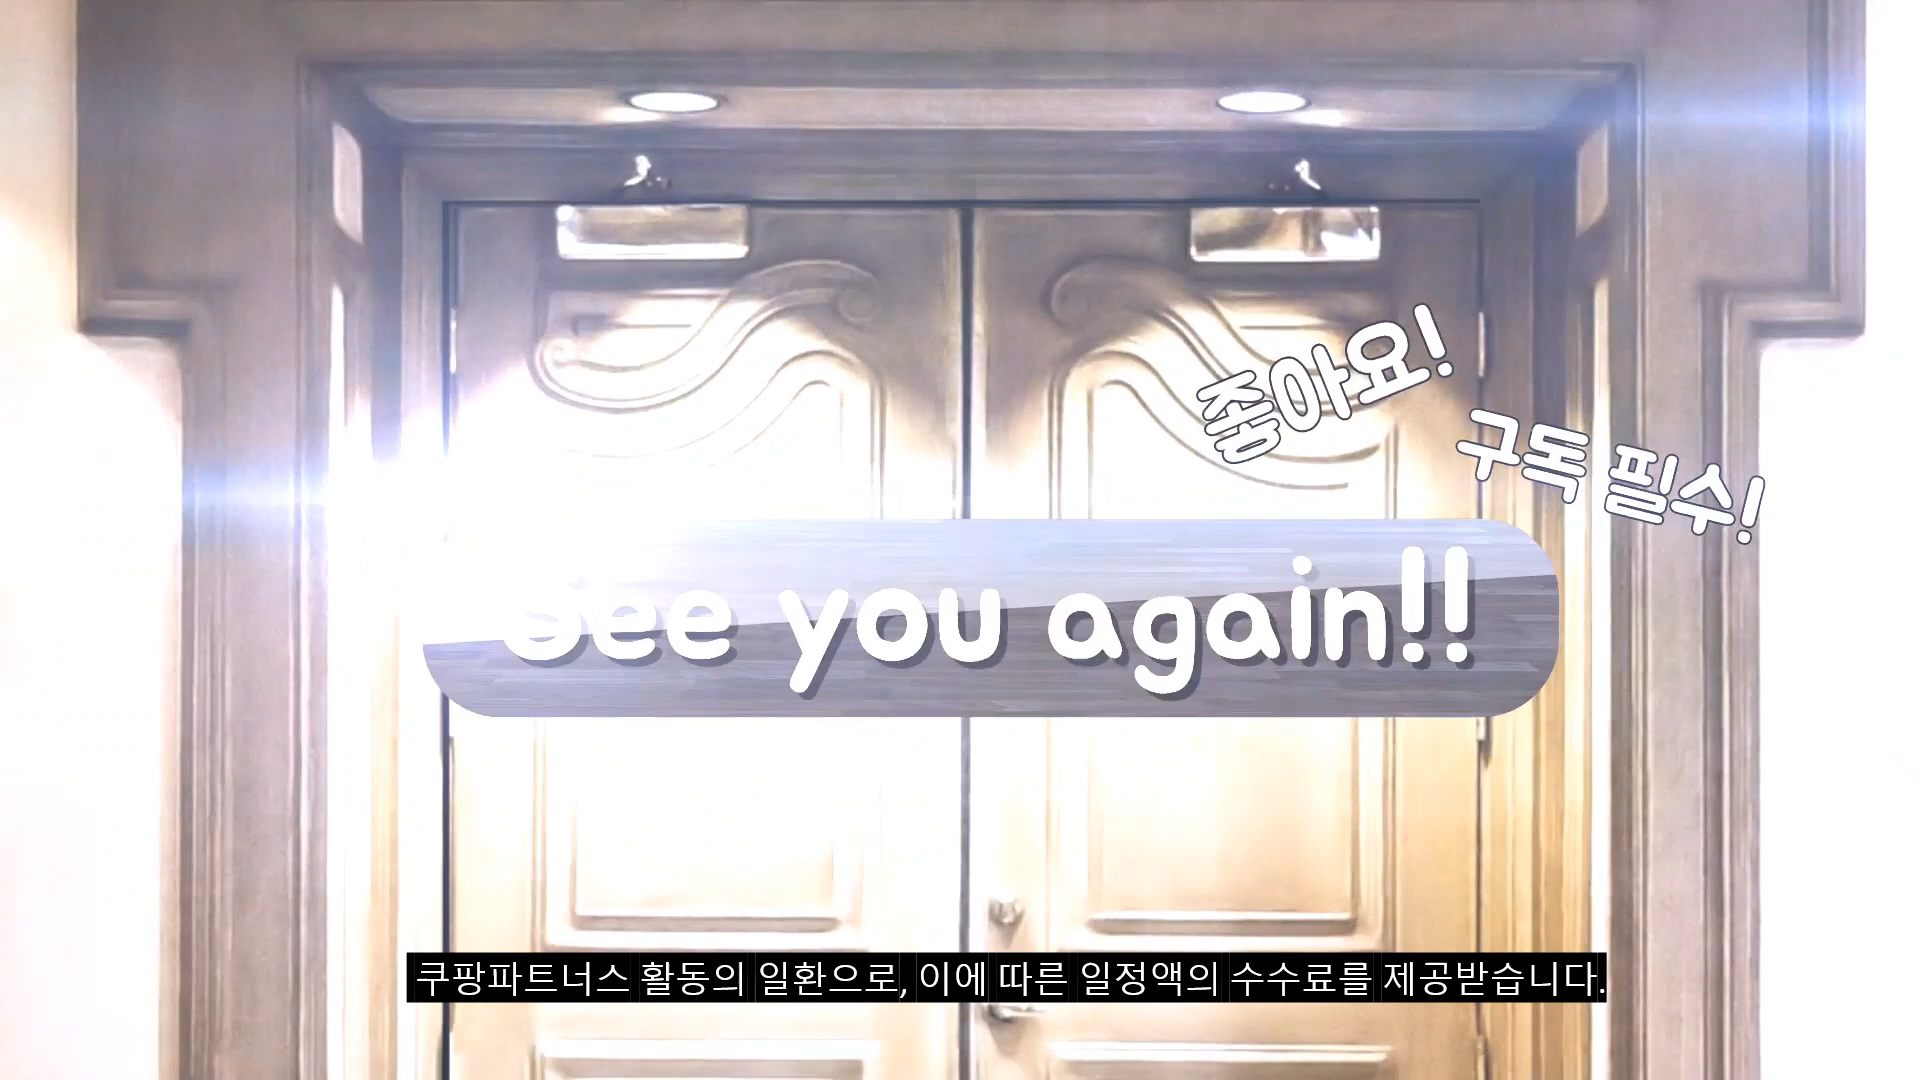 좋아요!
구독 필수!
See you again!!
쿠팡파트너스 활동의 일환으로, 이에 따른 일정액의 수수료를 제공받습니다.